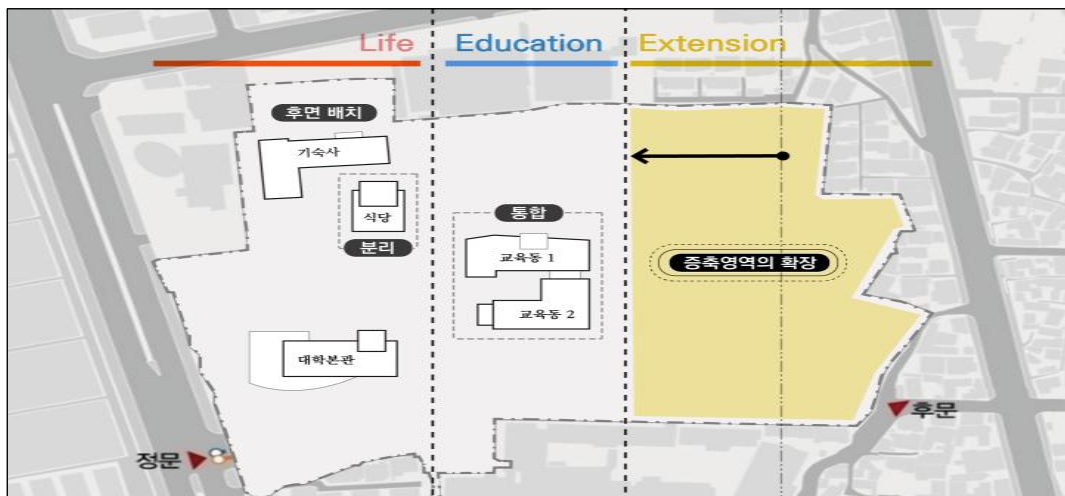 Life
Education
Extension
후면 배치
기숙사
식당
분리
통합
교육동 1
교육동 2
증축영역의 확장
대학본관
정문
후문